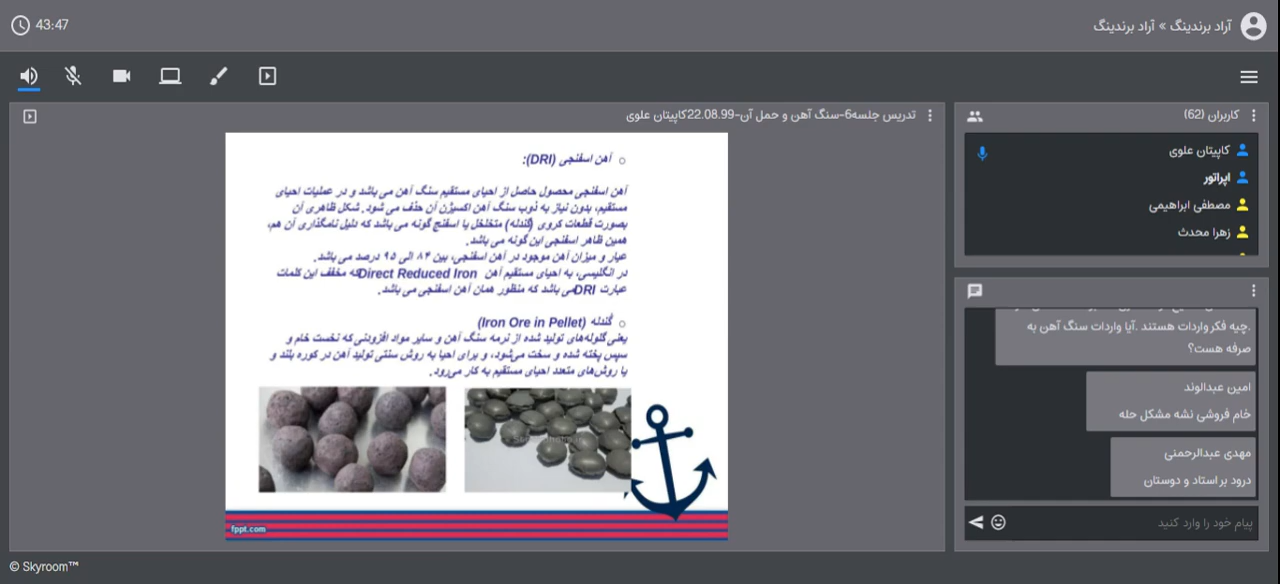 43:47
آراد برندینگ » آراد برندینگ
تدریس جلسه6-سنگ آهن و حمل آن-22.08.99کاپیتان علوی
آهن اسفنجی (DRI):
آهن اسفنجی محصول حاصل از احیای مستقیم سنگ آهن می باشد و در عملیات احیای
مستقیم، بدون نیاز به ذوب سنگ آهن اکسیژن آن حذف می شود. شکل ظاهری آن
بصورت قطعات کروی (گندله) متخلخل یا اسفنج گونه می باشد که دلیل نامگذاری آن هم،
همین ظاهر اسفنجی این گونه می باشد.
عیار و میزان آهن موجود در آهن اسفنجی، بین ۸۴ الی ۹۵ درصد می باشد.
در انگلیسی، به احیای مستقیم آهن Direct Reduced Ironکه مخفف این کلمات
عبارت DRIمی باشد که منظور همان آهن اسفنجی می باشد.
گندله (Iron Ore in Pellet)
یعنی گلوله‌های تولید شده از نرمه سنگ آهن و سایر مواد افزودنی که نخست خام و
سپس پخته شده و سخت می‌شود، و برای احیا به روش سنتی تولید آهن در کوره بلند و
یا روش‌های متعدد احیای مستقیم به کار می‌رود.
fppt.com
کاربران (62)
کاپیتان علوی
اپراتور
مصطفی ابراهیمی
زهرا محدث
.چیه فکر واردات هستند .آیا واردات سنگ آهن به
صرفه هست؟
امین عبدالوند
خام فروشی نشه مشکل حله
مهدی عبدالرحمنی
درود بر استاد و دوستان
پیام خود را وارد کنید
© Skyroom™